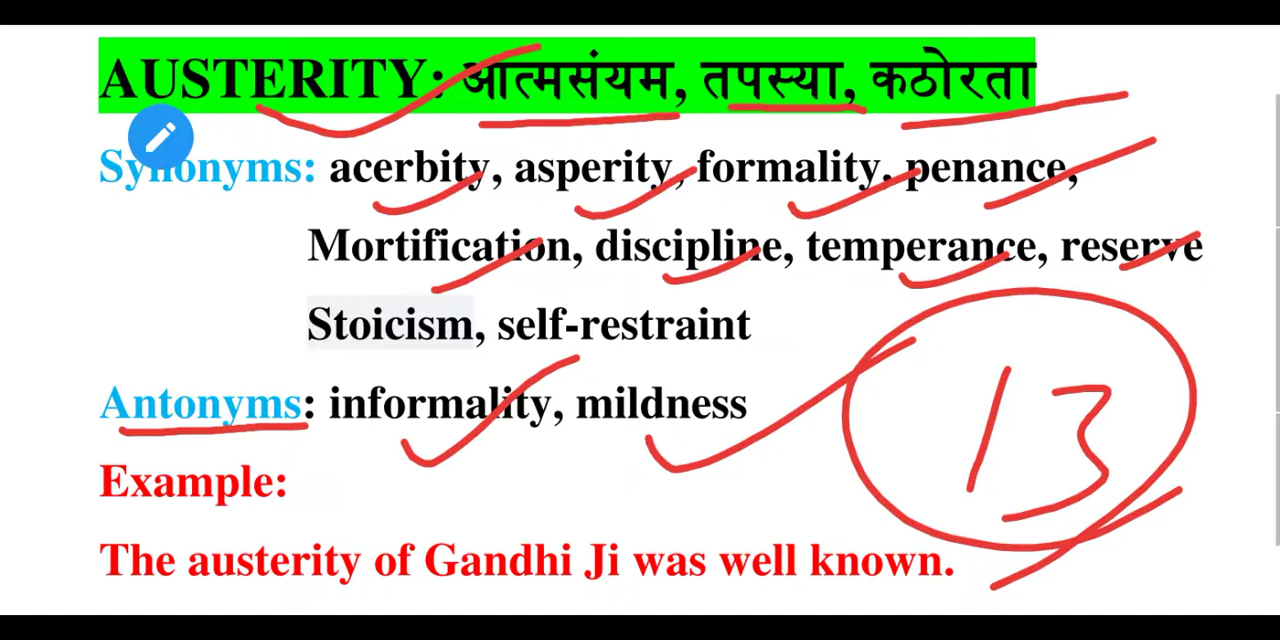 AUSTERITY: आत्मसंयम, तपस्या, कठोरता
Synonyms: acerbity, asperity, formality, penance,
Mortification, discipline, temperance, reserve
Stoicism, self-restraint
Antonyms: informality, mildness
13
Example:
The austerity of Gandhi Ji was well known.